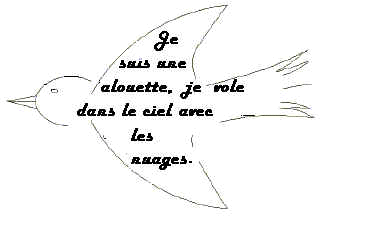 Je
suis une
alouette, je vole
dans le ciel avec
les
nuages.